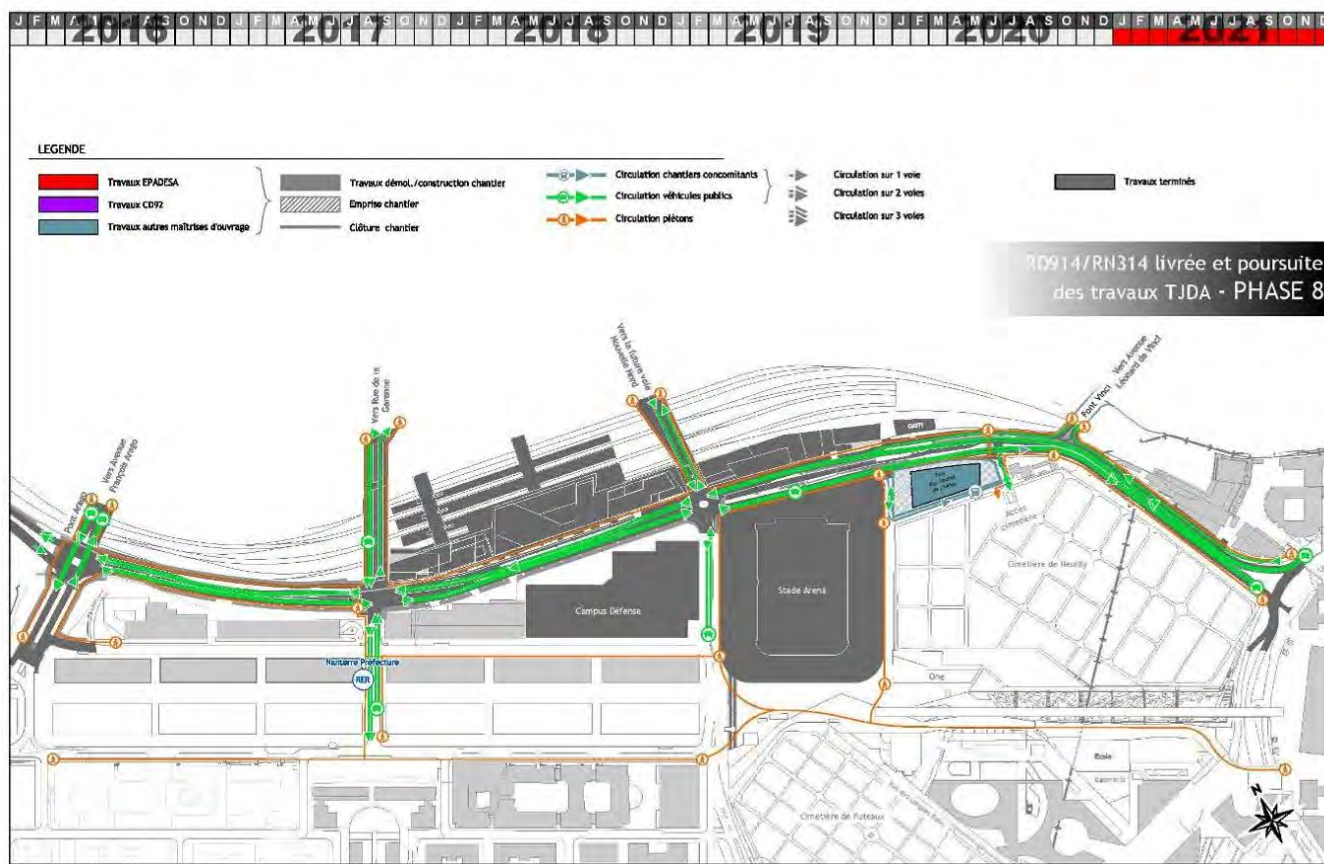 J F M A M J J A S O N D J F M A M J J A S O N D J F M A M J J A S O N D J F M A M J J A S O N D J F M A M J J A S O N D J F M A M J J A S O N D
2016 2017 2018 2019 2020 2021
LEGENDE
Travaux EPADESA
Travaux CD92
Travaux autres maîtrises d'ouvrage
Travaux démol./construction chantier
Emprise chantier
Clôture chantier
Circulation chantiers concomitants
Circulation véhicules publics
Circulation piétons
Circulation sur 1 voie
Circulation sur 2 voies
Circulation sur 3 voies
Travaux terminés
RD914/RN314 livrée et poursuite
des travaux TJDA - PHASE 8
Pont Arago
Vers Avenue
François Arago
Vers Rue de la
Garenne
Vers la future voie
Nouvelle Nord
Pont Vinci
Vers Avenue
Léonard de Vinci
Accès
cimetière
Cimetière de Neuilly
Stade Arena
Campus Défense
Nanterre Préfecture
RER
One
Ecole
Cimetière de Puteaux
N